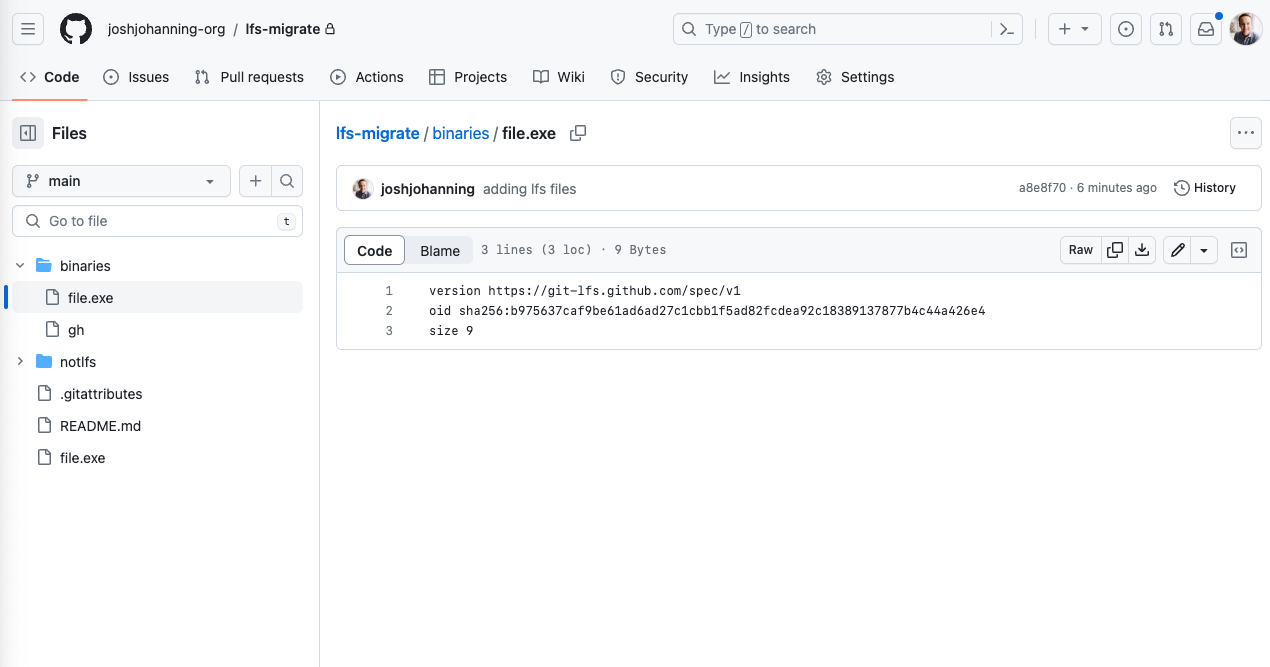 joshjohanning-org / lfs-migrate
Type / to search
Code
Issues
Pull requests
Actions
Projects
Wiki
Security
Insights
Settings
Files
main
Go to file
t
binaries
file.exe
gh
notlfs
.gitattributes
README.md
file.exe
lfs-migrate / binaries / file.exe
joshjohanning adding lfs files
a8e8f70 · 6 minutes ago
History
Code
Blame
3 lines (3 loc) · 9 Bytes
Raw
1 version https://git-lfs.github.com/spec/v1
2 oid sha256:b975637caf9be61ad6ad27c1cbb1f5ad82fcdea92c18389137877b4c44a426e4
3 size 9